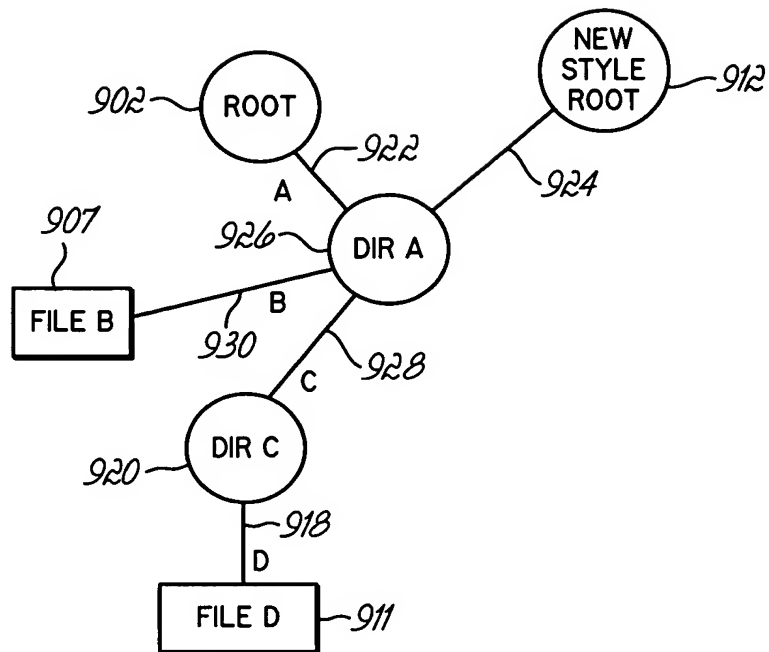 NEW
STYLE
ROOT
912
902
ROOT
922
924
A
907
926
DIR A
FILE B
B
930
928
C
DIR C
920
918
D
FILE D
911